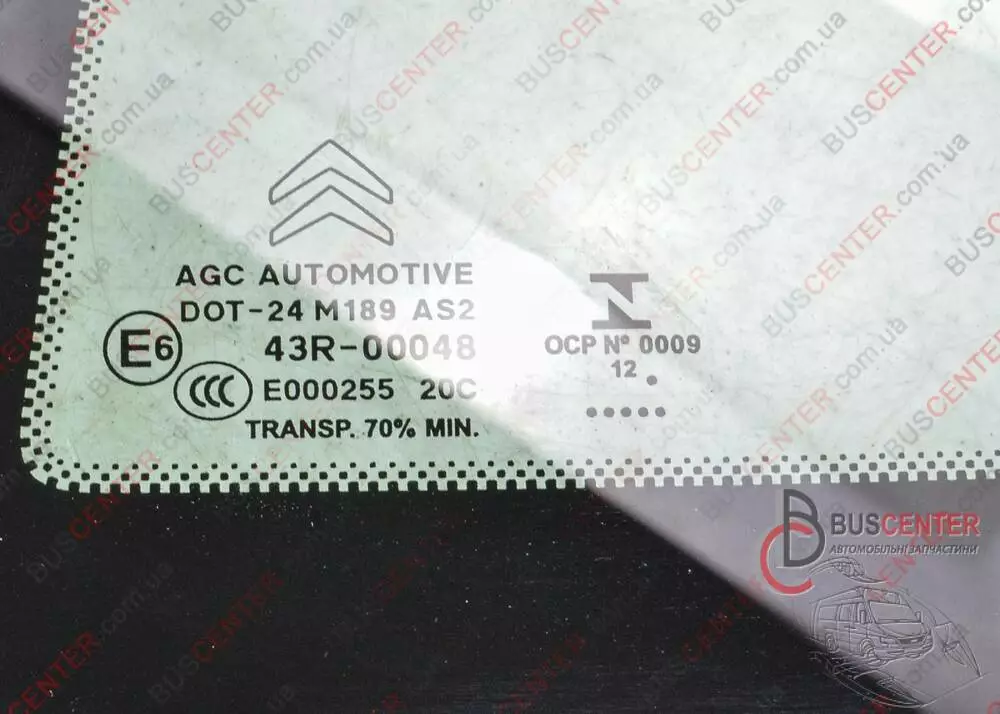 AGC AUTOMOTIVE
DOT-24 M189 AS2
E6 43R-00048
CCC E000255 20C
TRANSP. 70% MIN.
N
OCP Nº 0009
12
BUSCENTER
АВТОМОБІЛЬНІ ЗАПЧАСТИНИ
BUSCENTER.com.ua